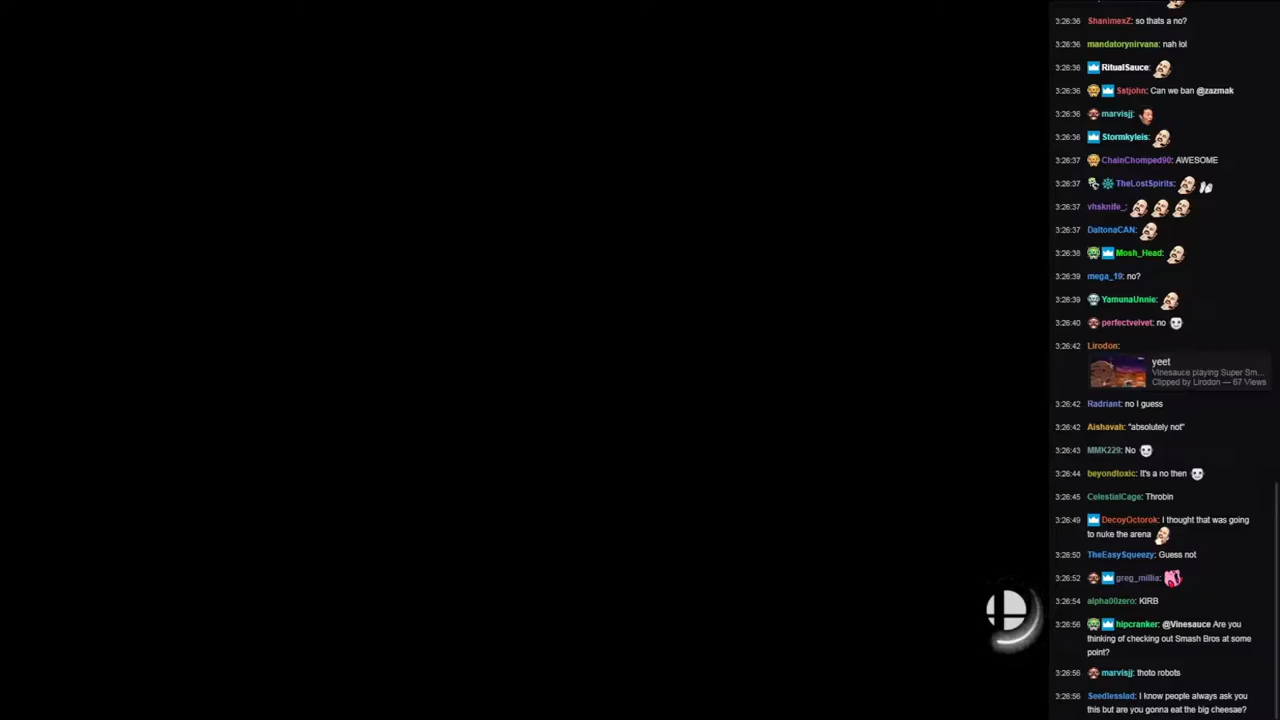 3:26:36 ShanimexZ: so thats a no?
3:26:36 mandatorynirvana: nah lol
3:26:36 RitualSauce:
3:26:36 Sstjohn: Can we ban @zazmak
3:26:36 marvisjj:
3:26:36 Stormkyleis:
3:26:37 ChainChomped90: AWESOME
3:26:37 TheLostSpirits:
3:26:37 vhsknife_:
3:26:37 DaltonaCAN:
3:26:38 Mosh_Head:
3:26:39 mega_19: no?
3:26:39 YamunaUnnie:
3:26:40 perfectvelvet: no
3:26:42 Lirodon:
yeet
Vinesauce playing Super Sm...
Clipped by Lirodon — 67 Views
3:26:42 Radriant: no I guess
3:26:42 Aishavah: "absolutely not"
3:26:43 MMK229: No
3:26:44 beyondtoxic: It's a no then
3:26:45 CelestialCage: Throbin
3:26:49 DecoyOctorok: I thought that was going
to nuke the arena
3:26:50 TheEasySqueezy: Guess not
3:26:52 greg_millia:
3:26:54 alpha00zero: KIRB
3:26:56 hipcranker: @Vinesauce Are you
thinking of checking out Smash Bros at some
point?
3:26:56 marvisjj: thoto robots
3:26:56 Seedlesslad: I know people always ask you
this but are you gonna eat the big cheesae?